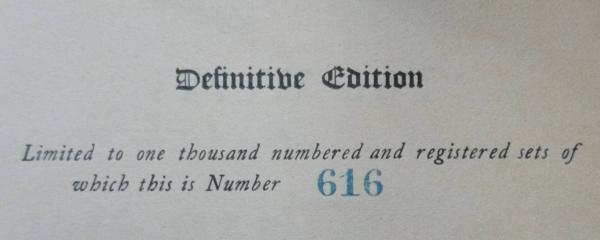 Definitive Edition
Limited to one thousand numbered and registered sets of
which this is Number 616